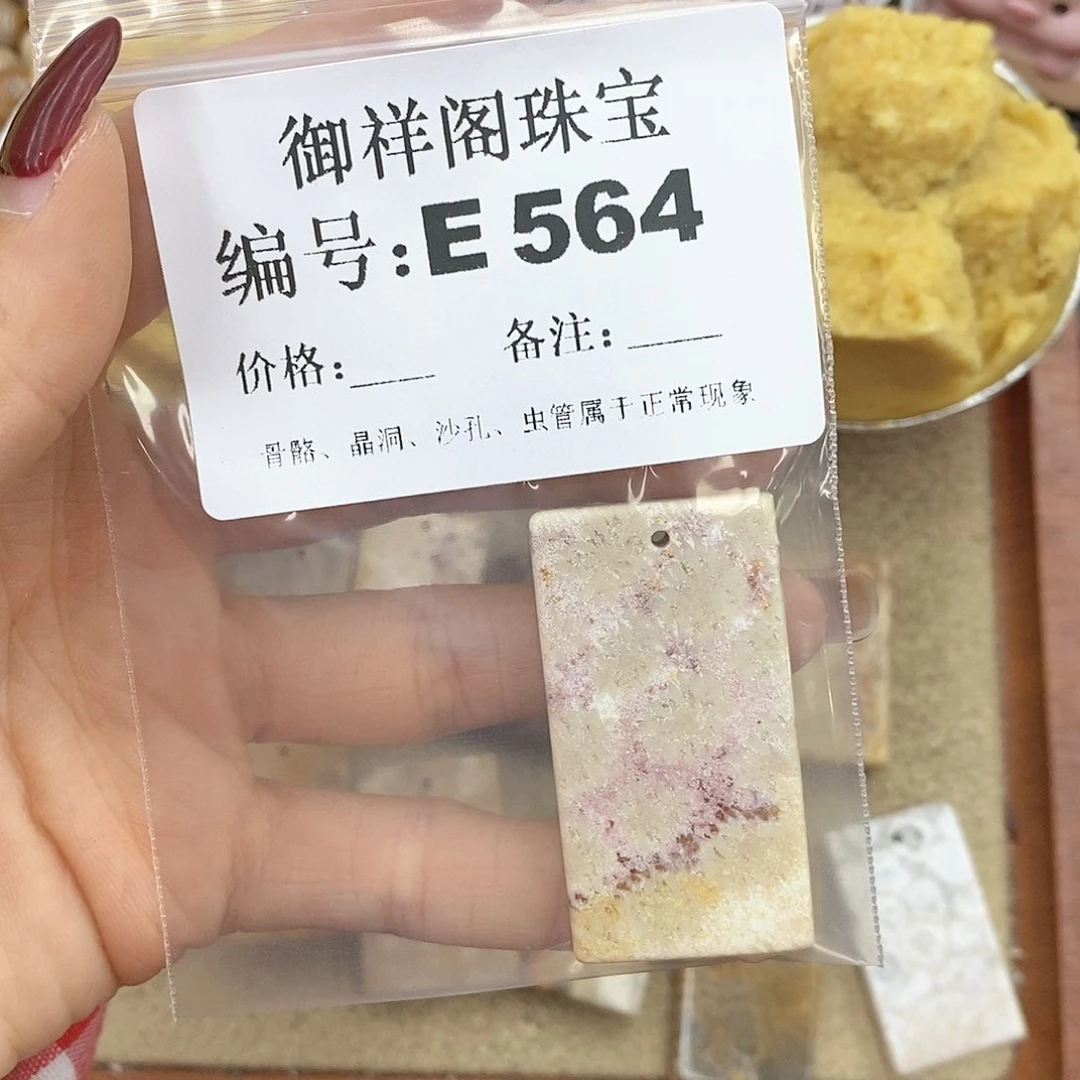 御祥阁珠宝
编号:E 564
价格:____ 备注:____
骨骼、晶洞、沙孔、虫管属于正常现象